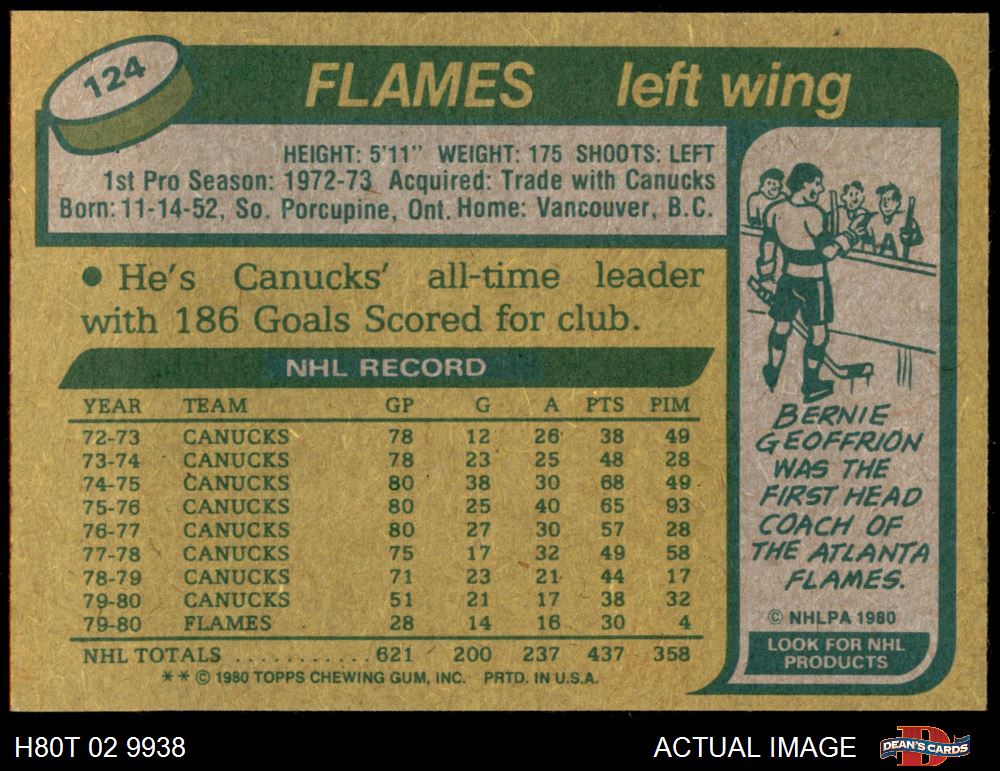 124
FLAMES left wing
HEIGHT: 5'11" WEIGHT: 175 SHOOTS: LEFT
1st Pro Season: 1972-73 Acquired: Trade with Canucks
Born: 11-14-52, So. Porcupine, Ont. Home: Vancouver, B.C.
● He's Canucks' all-time leader
with 186 Goals Scored for club.
NHL RECORD
YEAR TEAM GP G A PTS PIM
72-73 CANUCKS 78 12 26 38 49
73-74 CANUCKS 78 23 25 48 28
74-75 CANUCKS 80 38 30 68 49
75-76 CANUCKS 80 25 40 65 93
76-77 CANUCKS 80 27 30 57 28
77-78 CANUCKS 75 17 32 49 58
78-79 CANUCKS 71 23 21 44 17
79-80 CANUCKS 51 21 17 38 32
79-80 FLAMES 28 14 16 30 4
NHL TOTALS ............ 621 200 237 437 358
** © 1980 TOPPS CHEWING GUM, INC. PRTD. IN U.S.A.
BERNIE
GEOFFRION
WAS THE
FIRST HEAD
COACH OF
THE ATLANTA
FLAMES.
© NHLPA 1980
LOOK FOR NHL
PRODUCTS
H80T 02 9938
ACTUAL IMAGE
D
DEAN'S CARDS